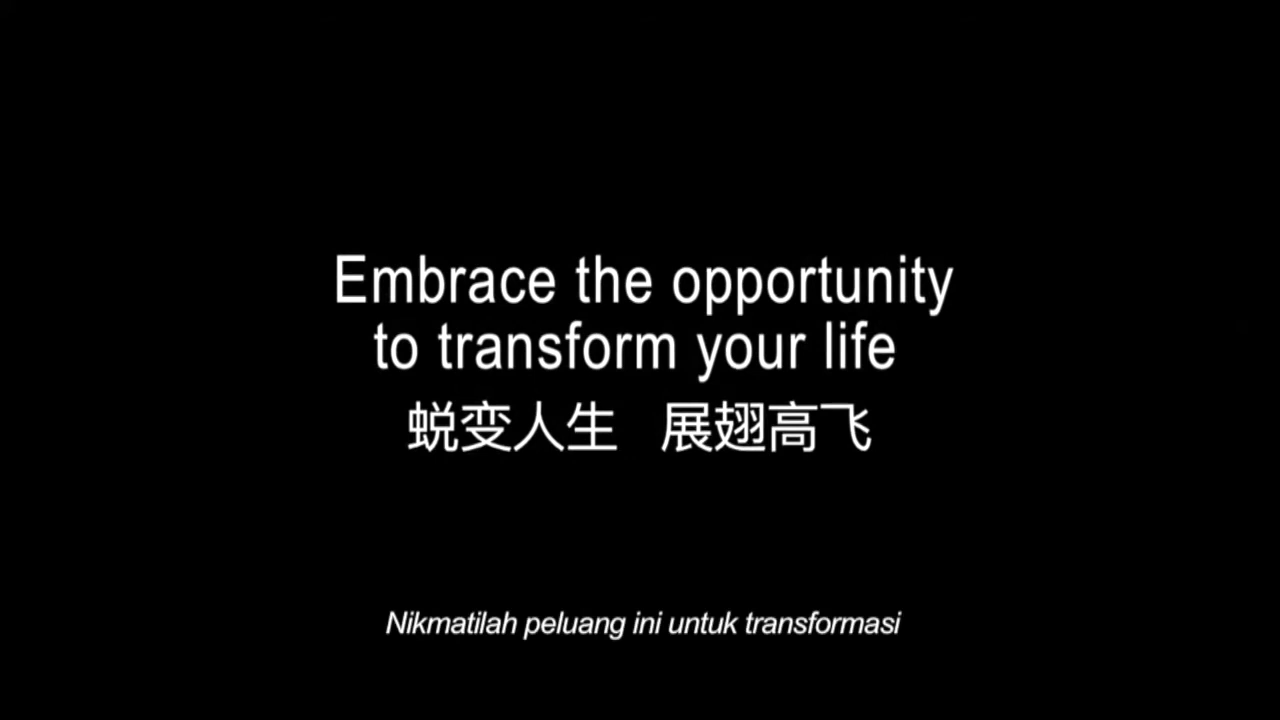 Embrace the opportunity
to transform your life
蜕变人生 展翅高飞
Nikmatilah peluang ini untuk transformasi